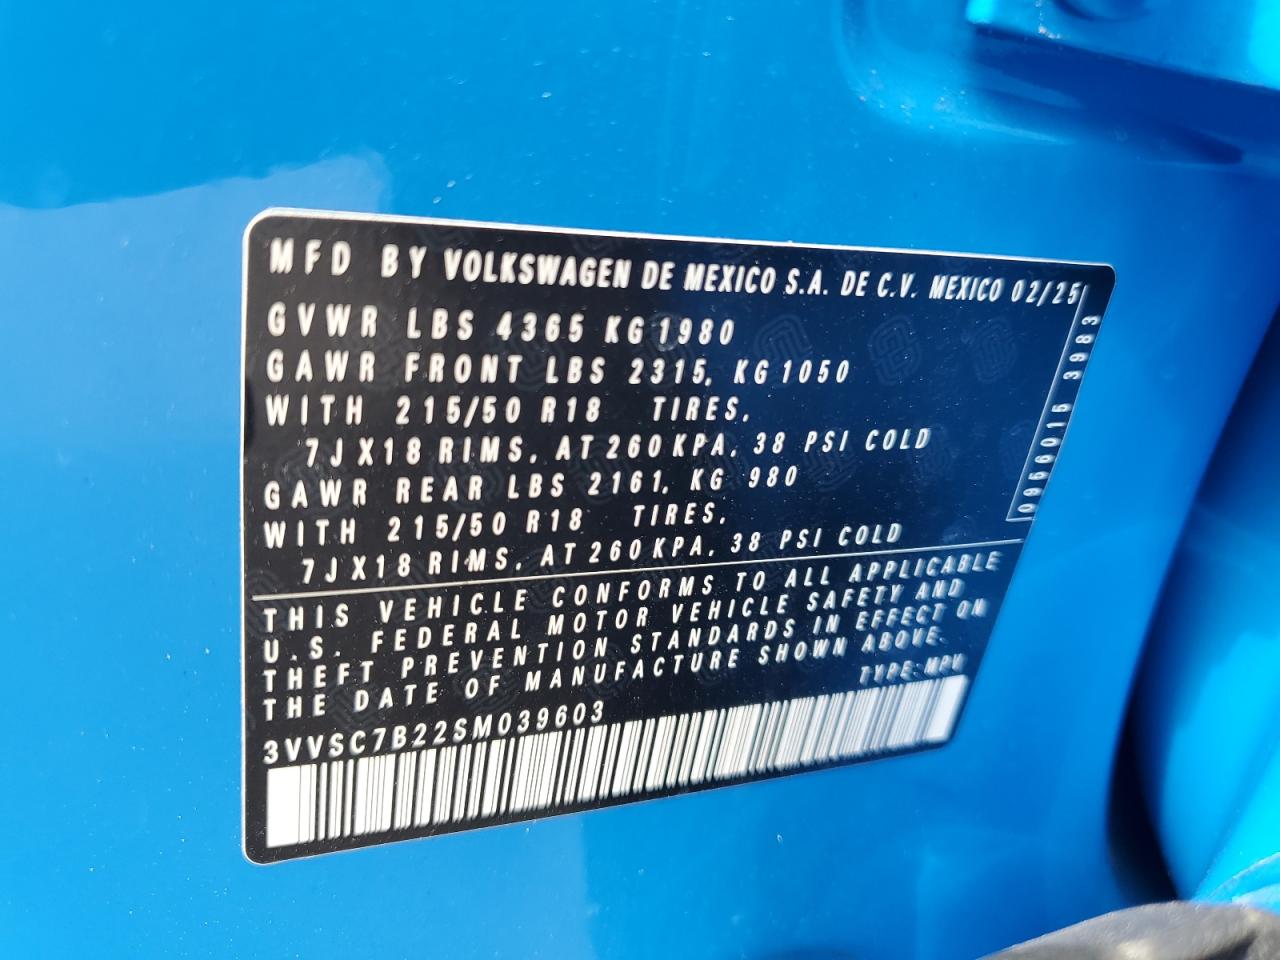 MFD BY VOLKSWAGEN DE MEXICO S.A. DE C.V. MEXICO 02/25
GVWR LBS 4365 KG 1980
GAWR FRONT LBS 2315, KG 1050
WITH 215/50 R18 TIRES,
7JX18 RIMS, AT 260 KPA, 38 PSI COLD
GAWR REAR LBS 2161, KG 980
WITH 215/50 R18 TIRES,
7JX18 RIMS, AT 260 KPA, 38 PSI COLD
0966015 3983
THIS VEHICLE CONFORMS TO ALL APPLICABLE
U.S. FEDERAL MOTOR VEHICLE SAFETY AND
THEFT PREVENTION STANDARDS IN EFFECT ON
THE DATE OF MANUFACTURE SHOWN ABOVE.
TYPE: MPV
3VVSC7B22SM039603